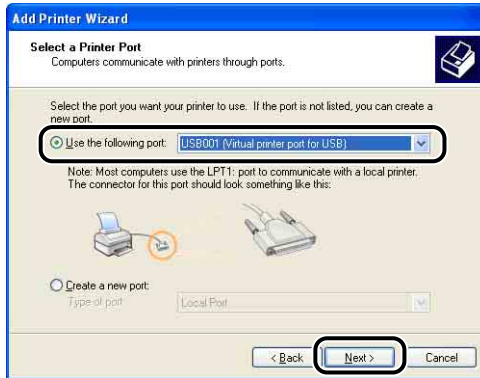 Add Printer Wizard
Select a Printer Port
Computers communicate with printers through ports.
Select the port you want your printer to use. If the port is not listed, you can create a
new port.
Use the following port: USB001 (Virtual printer port for USB)
Note: Most computers use the LPT1: port to communicate with a local printer.
The connector for this port should look something like this:
Create a new port:
Type of port: Local Port
< Back Next > Cancel